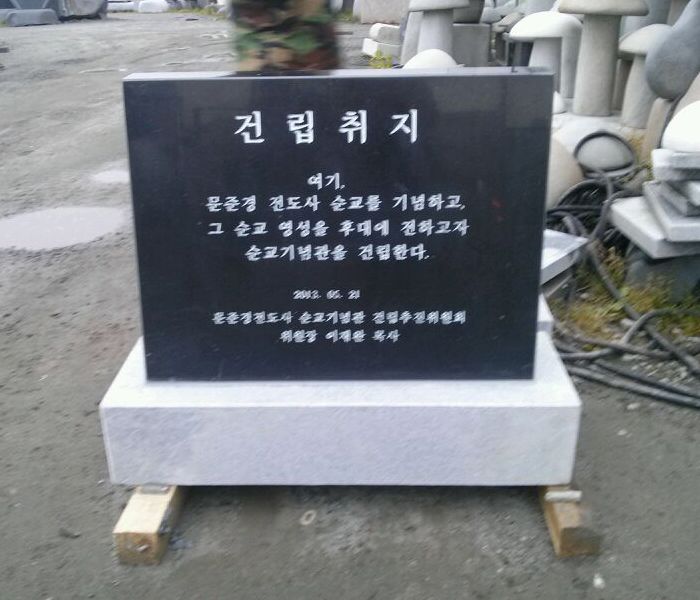 건립취지
여기,
문준경 전도사 순교를 기념하고,
그 순교 영성을 후대에 전하고자
순교기념관을 건립한다.
2013. 05. 21
문준경전도사 순교기념관 건립추진위원회
위원장 이재완 목사